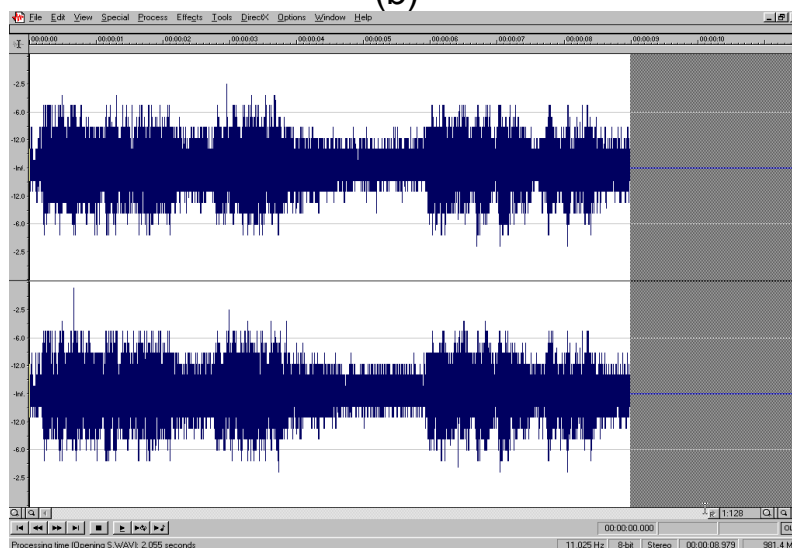 (b)
File Edit View Special Process Effects Tools DirectX Options Window Help
00:00:00 00:00:01 00:00:02 00:00:03 00:00:04 00:00:05 00:00:06 00:00:07 00:00:08 00:00:09 00:00:10
-2.5
-6.0
-12.0
-Inf.
-12.0
-6.0
-2.5
-2.5
-6.0
-12.0
-Inf.
-12.0
-6.0
-2.5
1:128
00:00:00.000
Processing time (Opening S.WAV): 2.055 seconds 11,025 Hz 8-bit Stereo 00:00:08.979 981.4 M